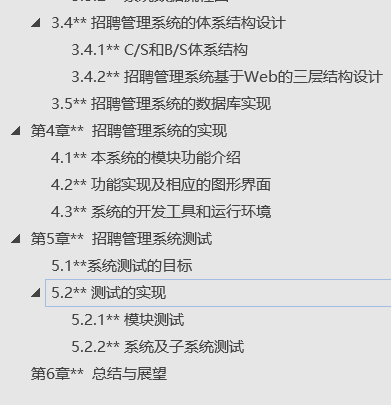 3.4** 招聘管理系统的体系结构设计
3.4.1** C/S和B/S体系结构
3.4.2** 招聘管理系统基于Web的三层结构设计
3.5** 招聘管理系统的数据库实现
第4章** 招聘管理系统的实现
4.1** 本系统的模块功能介绍
4.2** 功能实现及相应的图形界面
4.3** 系统的开发工具和运行环境
第5章** 招聘管理系统测试
5.1**系统测试的目标
5.2** 测试的实现
5.2.1** 模块测试
5.2.2** 系统及子系统测试
第6章** 总结与展望